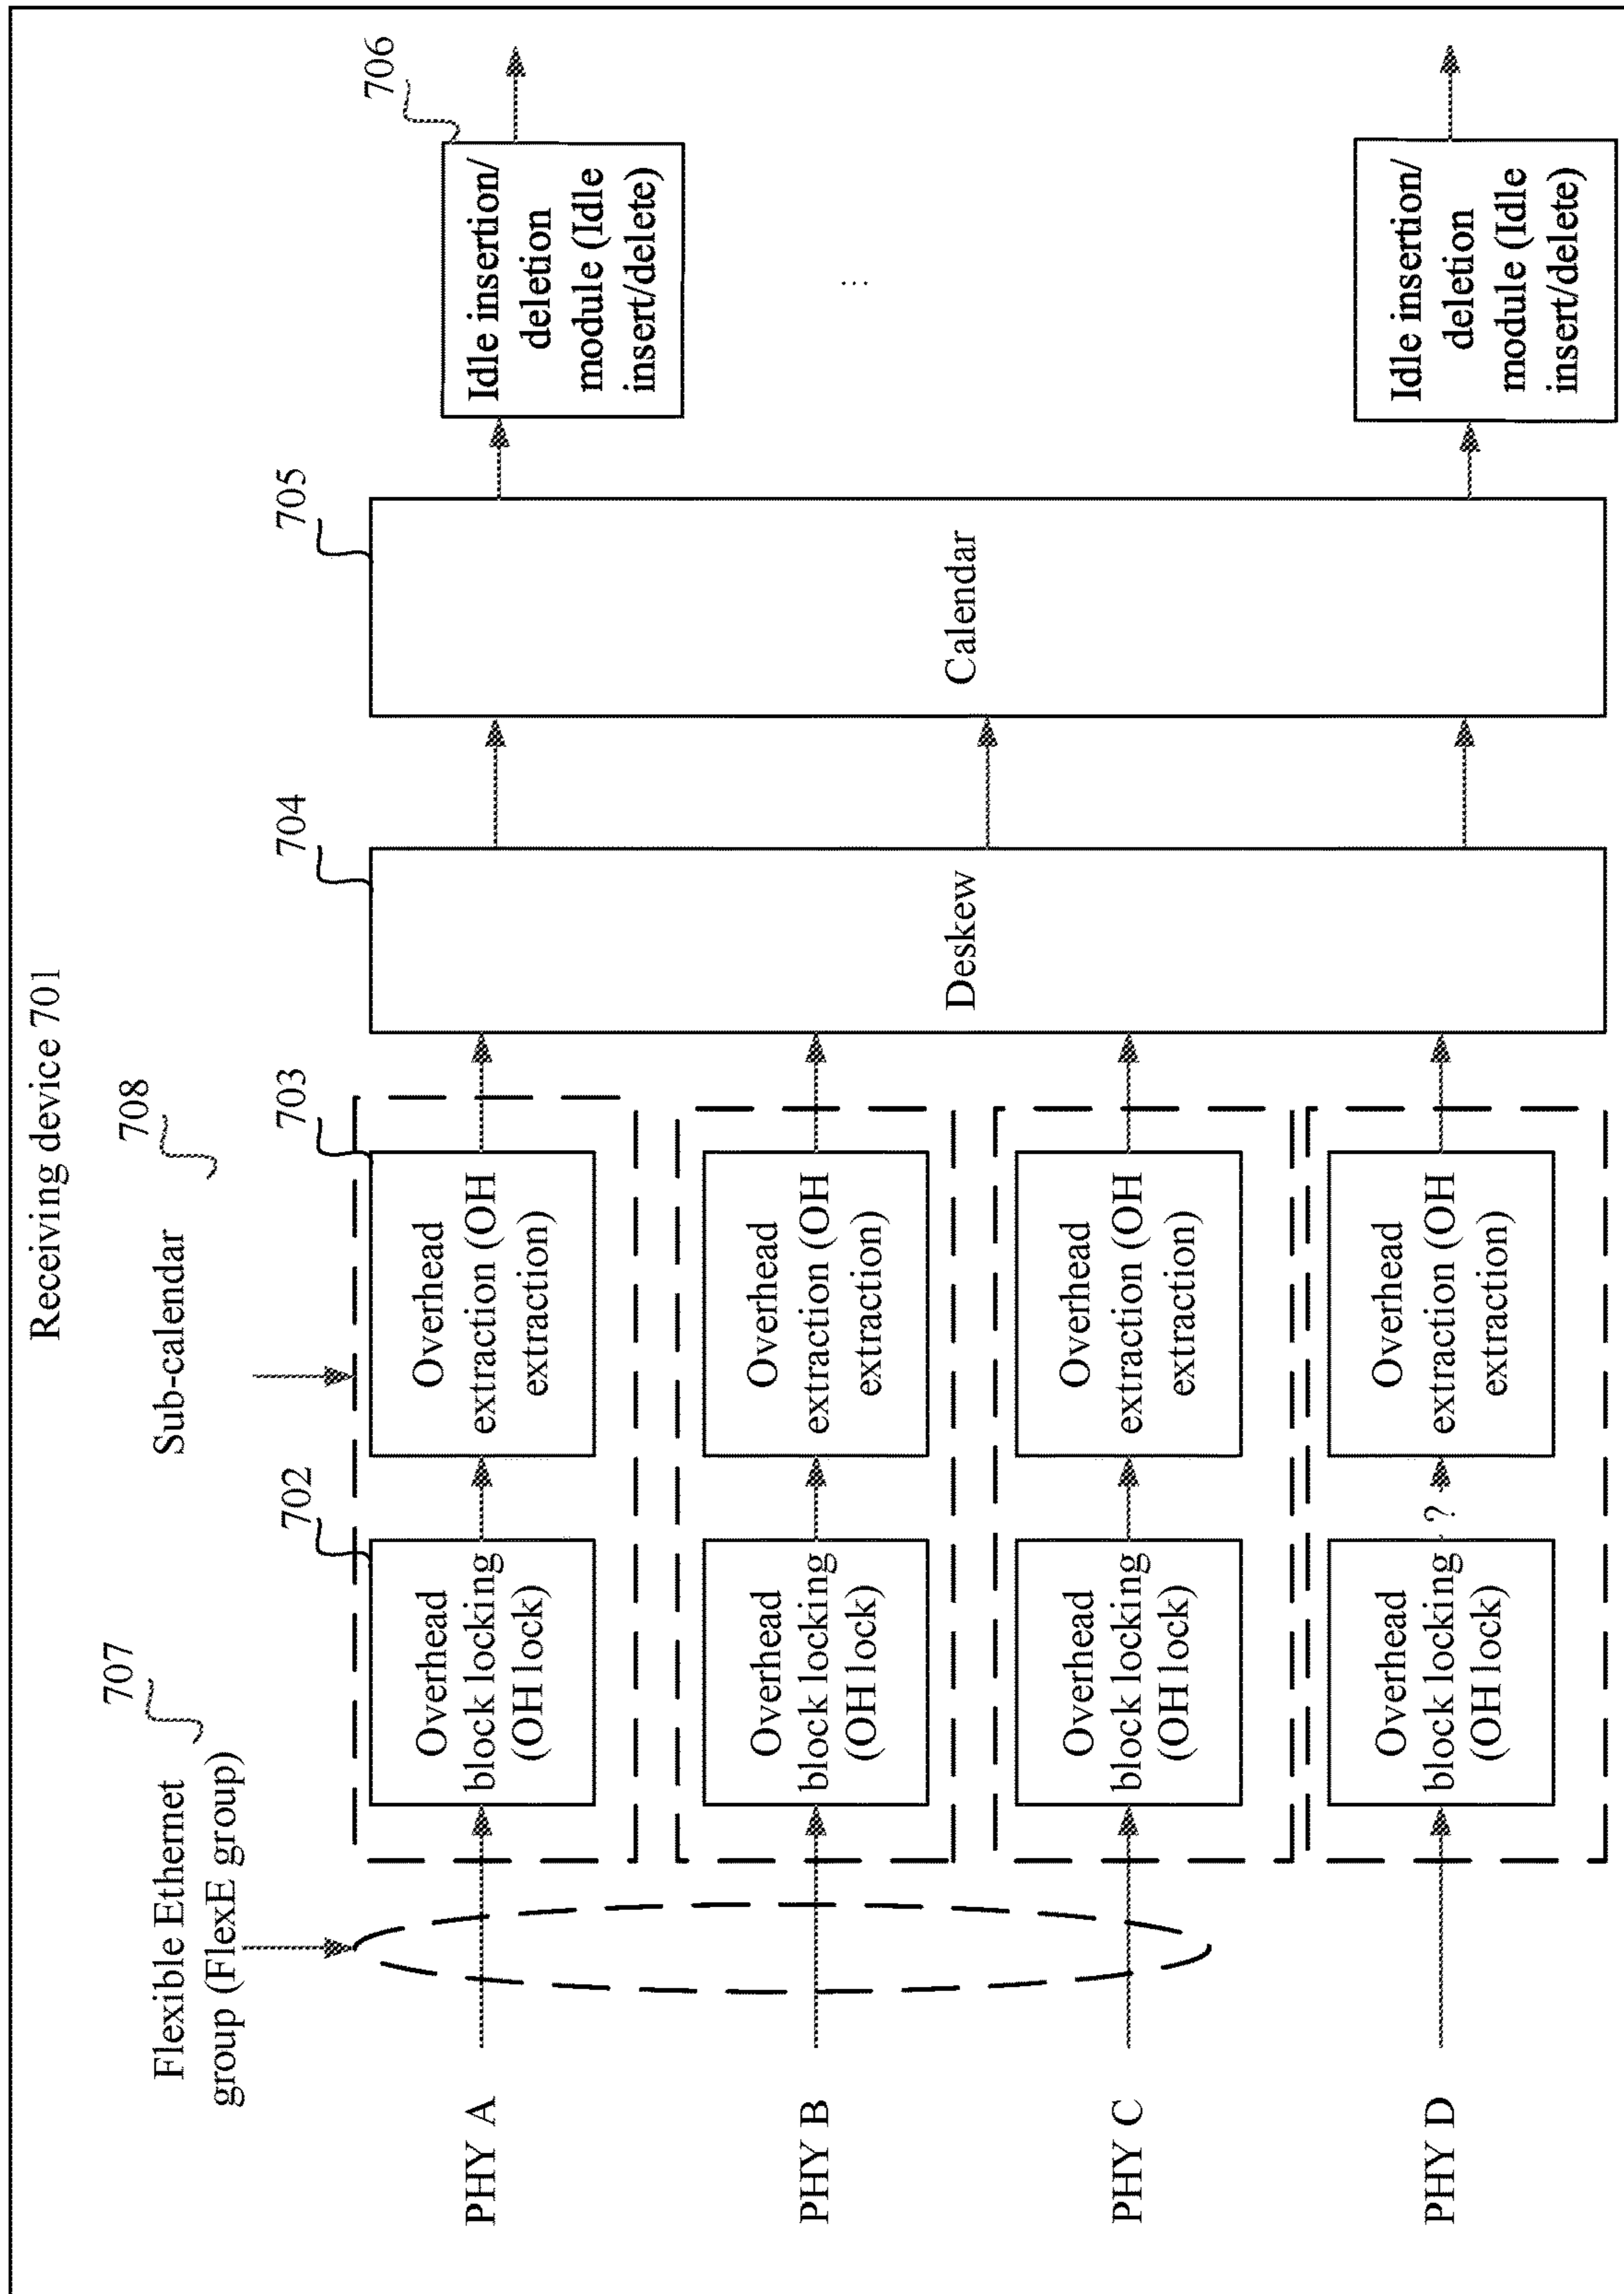 Receiving device 701
Flexible Ethernet
group (FlexE group)
707
Sub-calendar
708
PHY A
702
Overhead
block locking
(OH lock)
703
Overhead
extraction (OH
extraction)
704
Deskew
705
Calendar
706
Idle insertion/
deletion
module (Idle
insert/delete)
PHY B
Overhead
block locking
(OH lock)
Overhead
extraction (OH
extraction)
...
PHY C
Overhead
block locking
(OH lock)
Overhead
extraction (OH
extraction)
PHY D
Overhead
block locking
(OH lock)
?
Overhead
extraction (OH
extraction)
Idle insertion/
deletion
module (Idle
insert/delete)